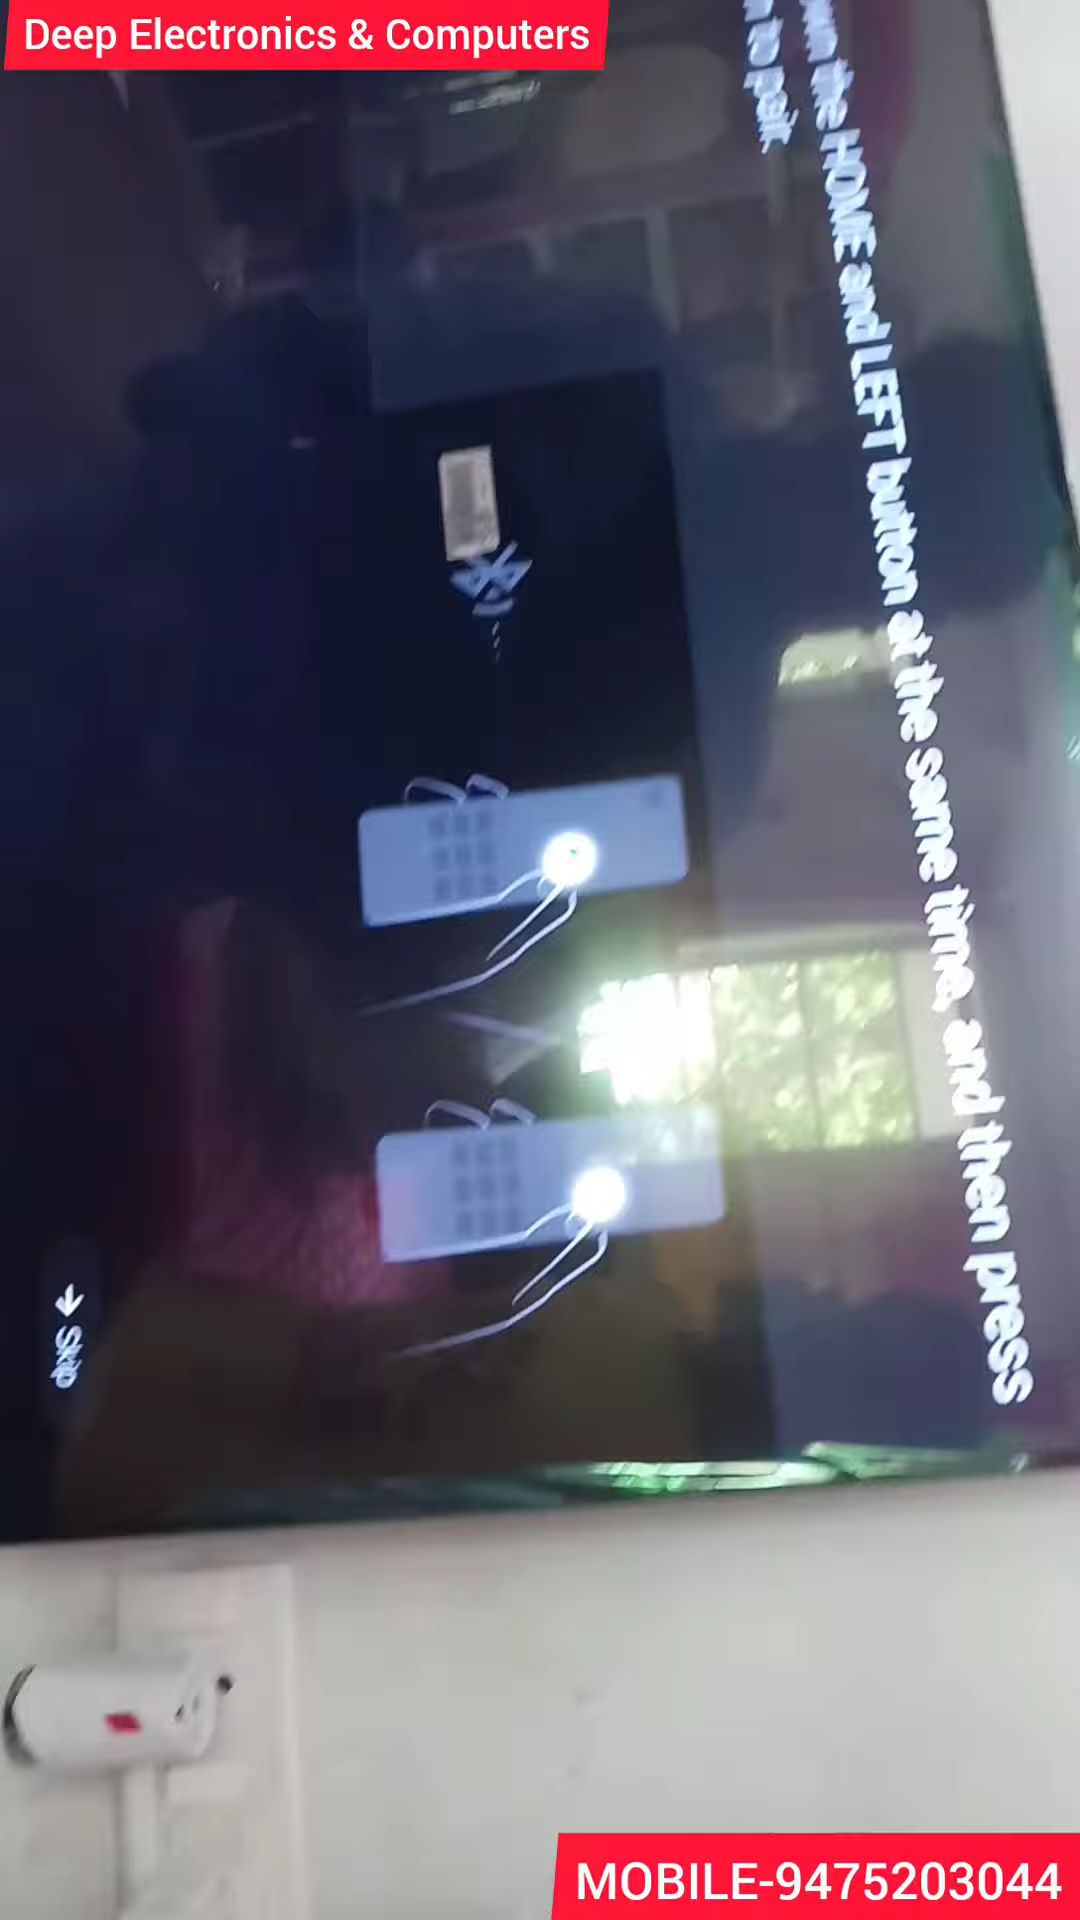 Deep Electronics & Computers
the HOME and LEFT button at the same time, and then press
to pair.
← Skip
MOBILE-9475203044